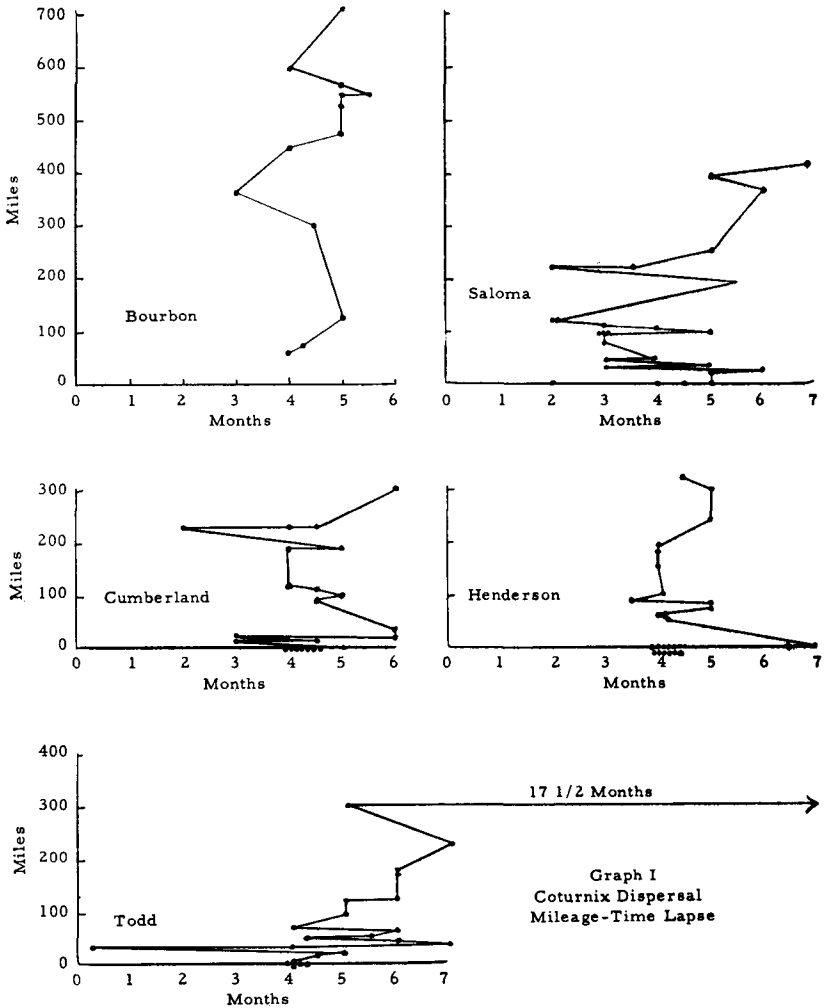 700
600
500
400
300
200
100
0
Miles
Bourbon
0 1 2 3 4 5 6
Months
Saloma
0 1 2 3 4 5 6 7
Months
300
200
100
0
Miles
Cumberland
0 1 2 3 4 5 6
Months
Henderson
0 1 2 3 4 5 6 7
Months
400
300
200
100
0
Miles
17 1/2 Months
Todd
0 1 2 3 4 5 6 7
Months
Graph I
Coturnix Dispersal
Mileage-Time Lapse